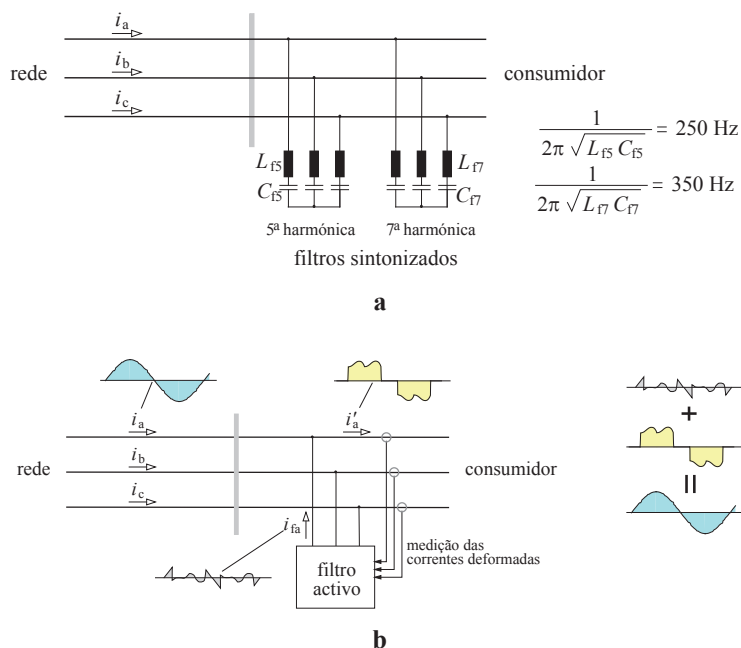 i_a
rede
i_b
consumidor
i_c
L_f5
L_f7
C_f5
C_f7
5ª harmónica
7ª harmónica
filtros sintonizados
1 / 2π √L_f5 C_f5 = 250 Hz
1 / 2π √L_f7 C_f7 = 350 Hz
a
i_a
i'_a
rede
i_b
consumidor
i_c
i_fa
medição das
correntes deformadas
filtro
activo
+
=
b